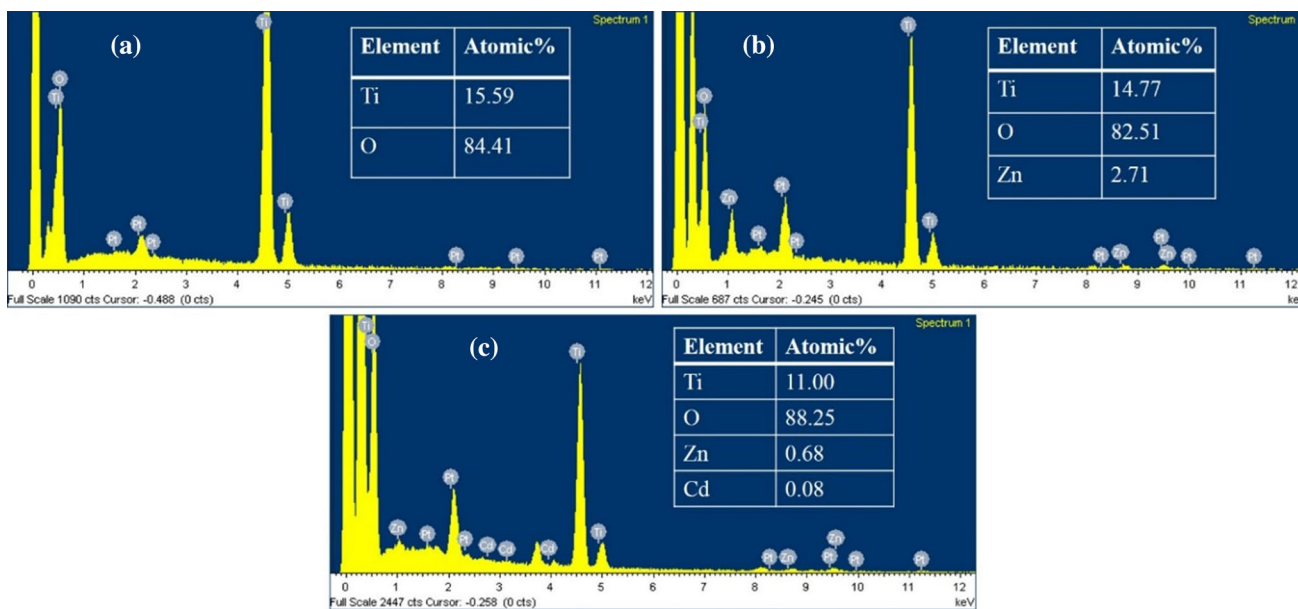 Spectrum 1
(a)
Element Atomic%
Ti 15.59
O 84.41
Ti
O
Ti
Pt
Pt
Pt
Ti
Pt
Pt
Pt
0 1 2 3 4 5 6 7 8 9 10 11 12
Full Scale 1090 cts Cursor: -0.488 (0 cts) keV
Spectrum 1
(b)
Element Atomic%
Ti 14.77
O 82.51
Zn 2.71
Ti
O
Ti
Zn
Pt
Pt
Pt
Ti
Pt
Pt
Zn
Zn
Pt
Pt
0 1 2 3 4 5 6 7 8 9 10 11 12
Full Scale 687 cts Cursor: -0.245 (0 cts) ke
Spectrum 1
(c)
Element Atomic%
Ti 11.00
O 88.25
Zn 0.68
Cd 0.08
Ti
O
Ti
Pt
Zn
Pt
Pt
Cd
Cd
Cd
Ti
Zn
Pt
Zn
Pt
Pt
Pt
0 1 2 3 4 5 6 7 8 9 10 11 12
Full Scale 2447 cts Cursor: -0.258 (0 cts) keV